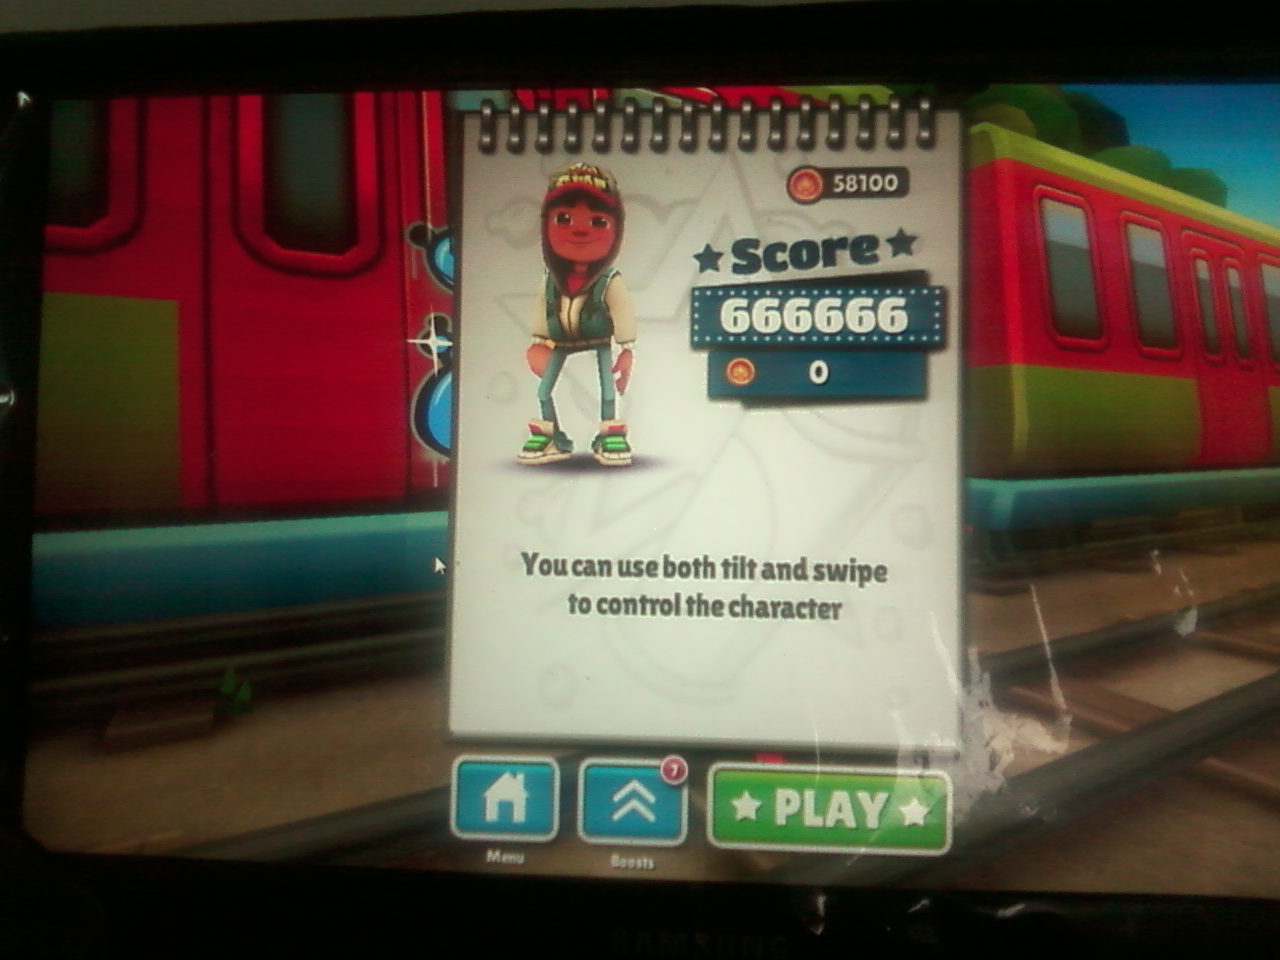 58100
Score
666666
0
You can use both tilt and swipe
to control the character
7
PLAY
Menu
Boosts
SAMSUNG